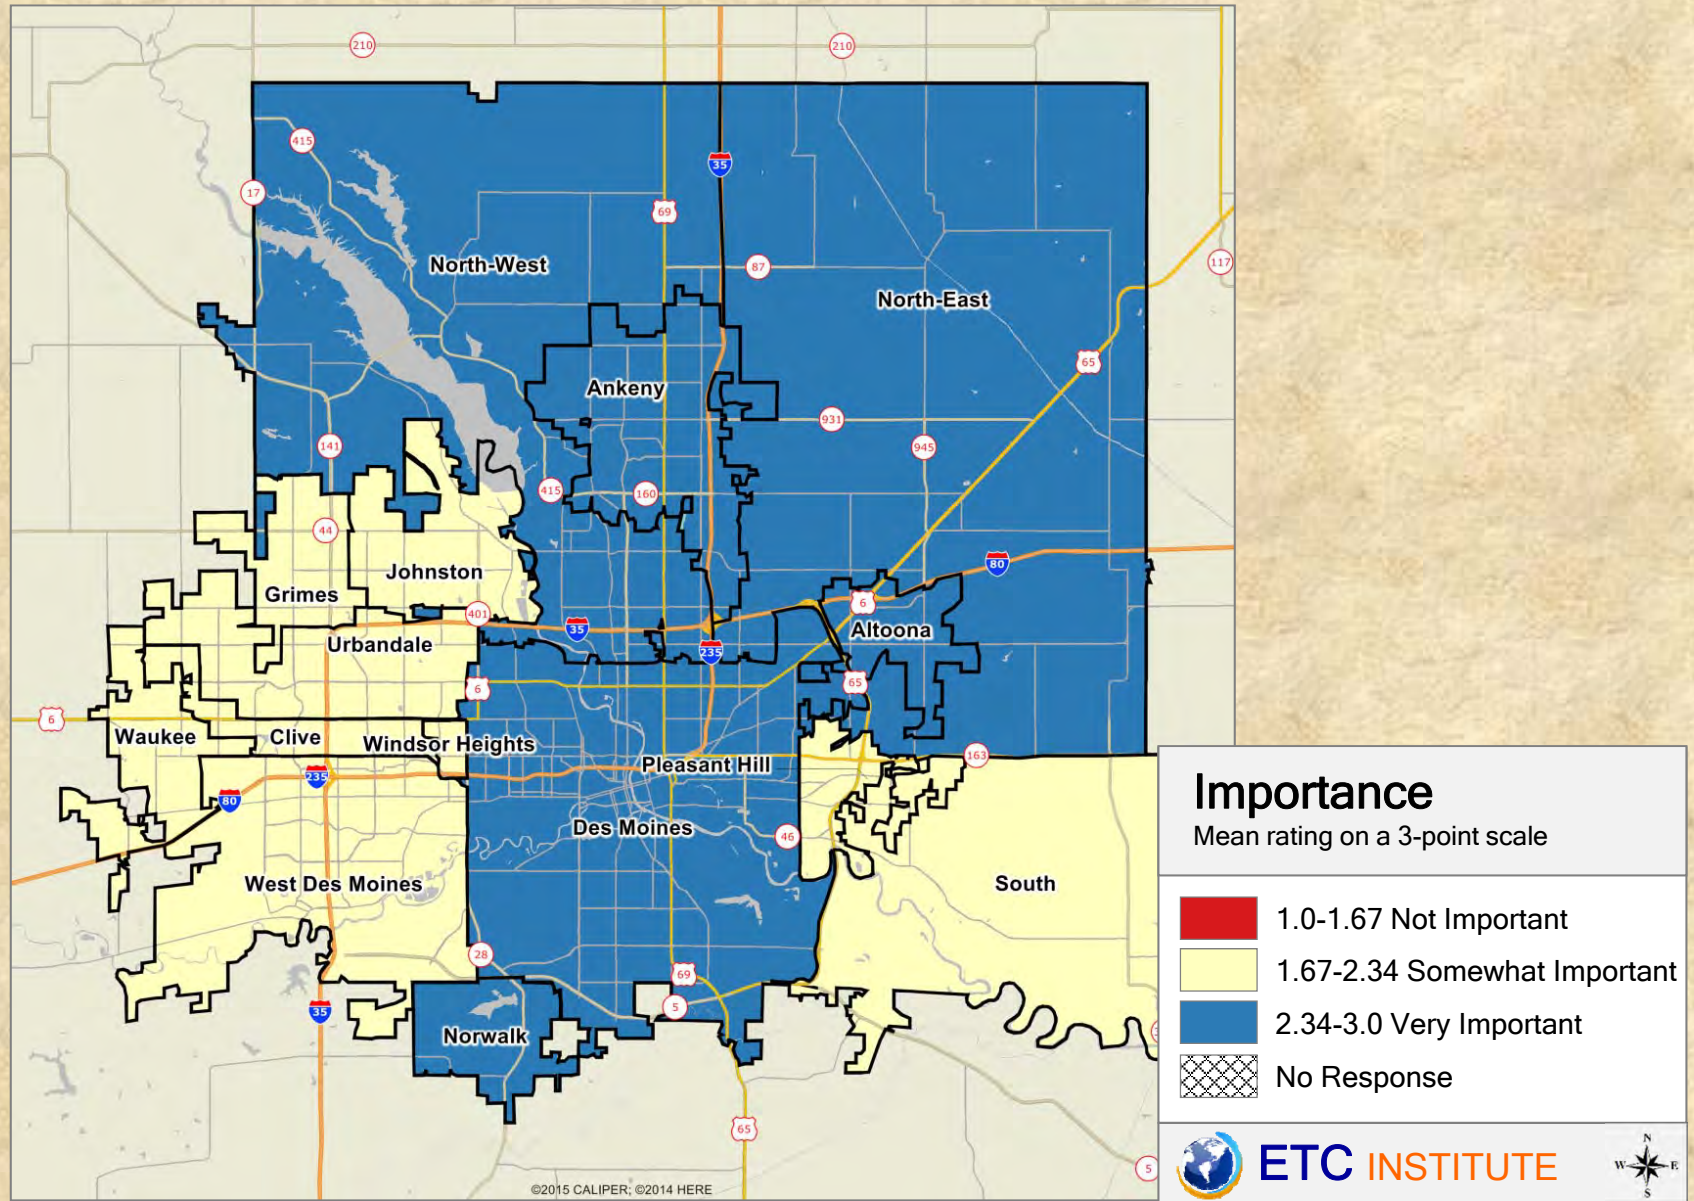 210
210
415
35
17
69
North-West
87
117
North-East
65
Ankeny
931
141
945
415
160
44
80
Johnston
Grimes
6
401
35
Altoona
Urbandale
235
65
6
6
Waukee
Clive
Windsor Heights
163
Pleasant Hill
235
80
Des Moines
46
West Des Moines
South
28
69
5
35
Norwalk
65
5
©2015 CALIPER; ©2014 HERE
Importance
Mean rating on a 3-point scale
1.0-1.67 Not Important
1.67-2.34 Somewhat Important
2.34-3.0 Very Important
No Response
ETC INSTITUTE
N
W E
S